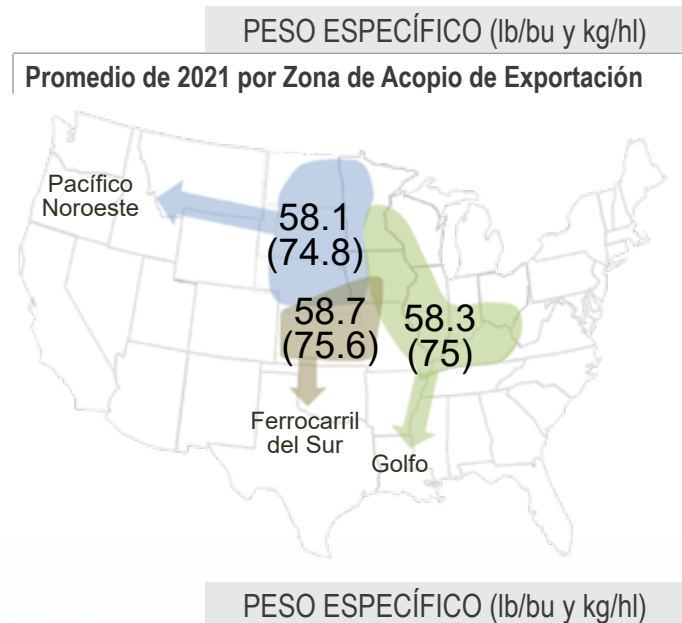 PESO ESPECÍFICO (lb/bu y kg/hl)
Promedio de 2021 por Zona de Acopio de Exportación
Pacífico
Noroeste
58.1
(74.8)
58.7
(75.6)
58.3
(75)
Ferrocarril
del Sur
Golfo
PESO ESPECÍFICO (lb/bu y kg/hl)